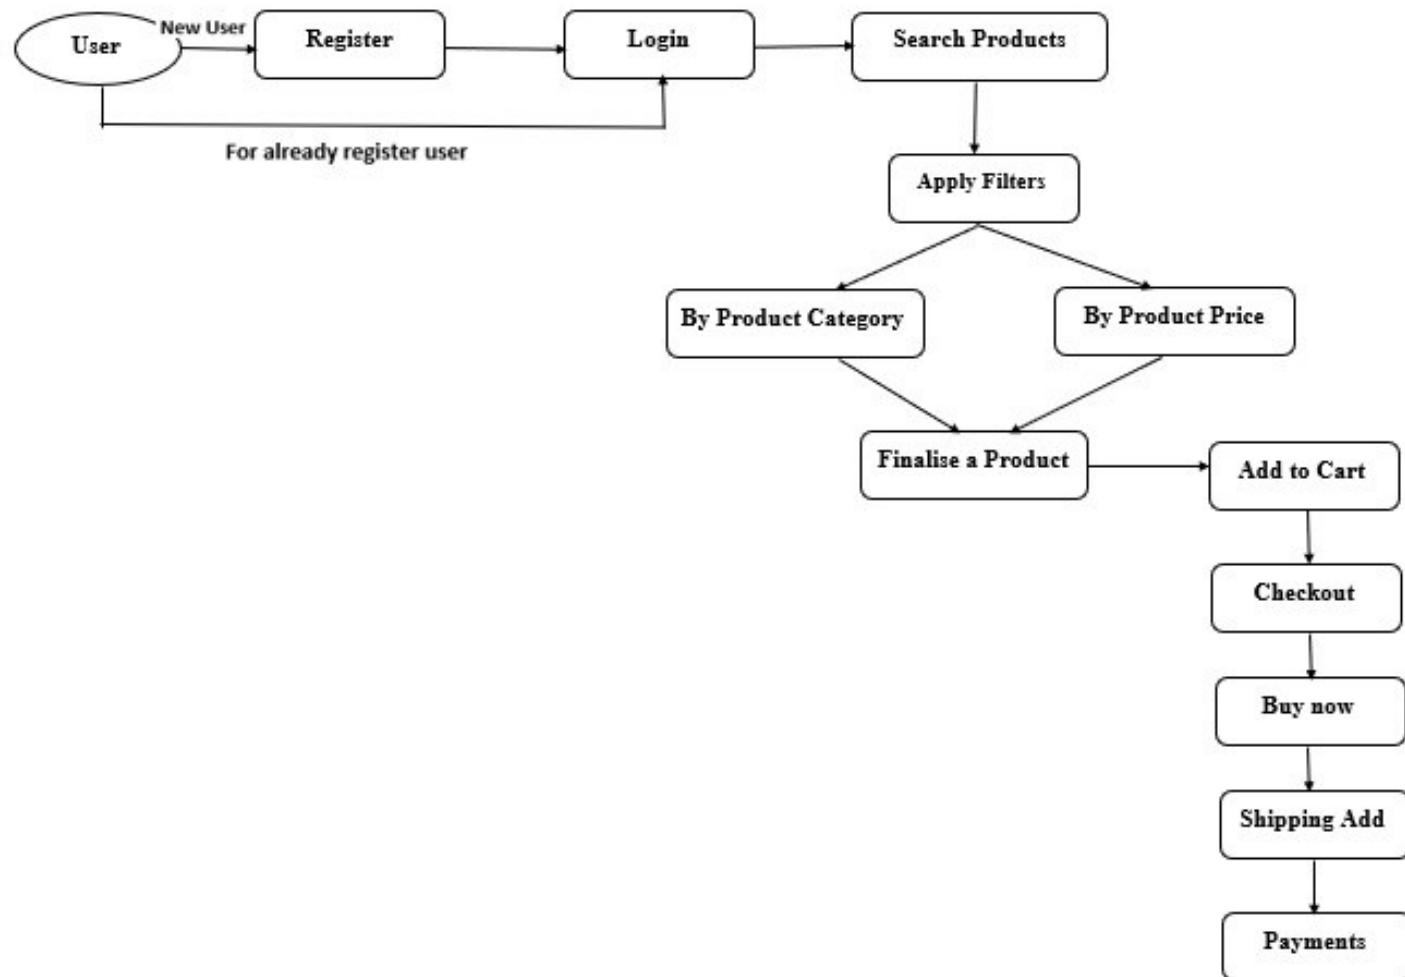 User
New User
Register
Login
Search Products
For already register user
Apply Filters
By Product Category
By Product Price
Finalise a Product
Add to Cart
Checkout
Buy now
Shipping Add
Payments